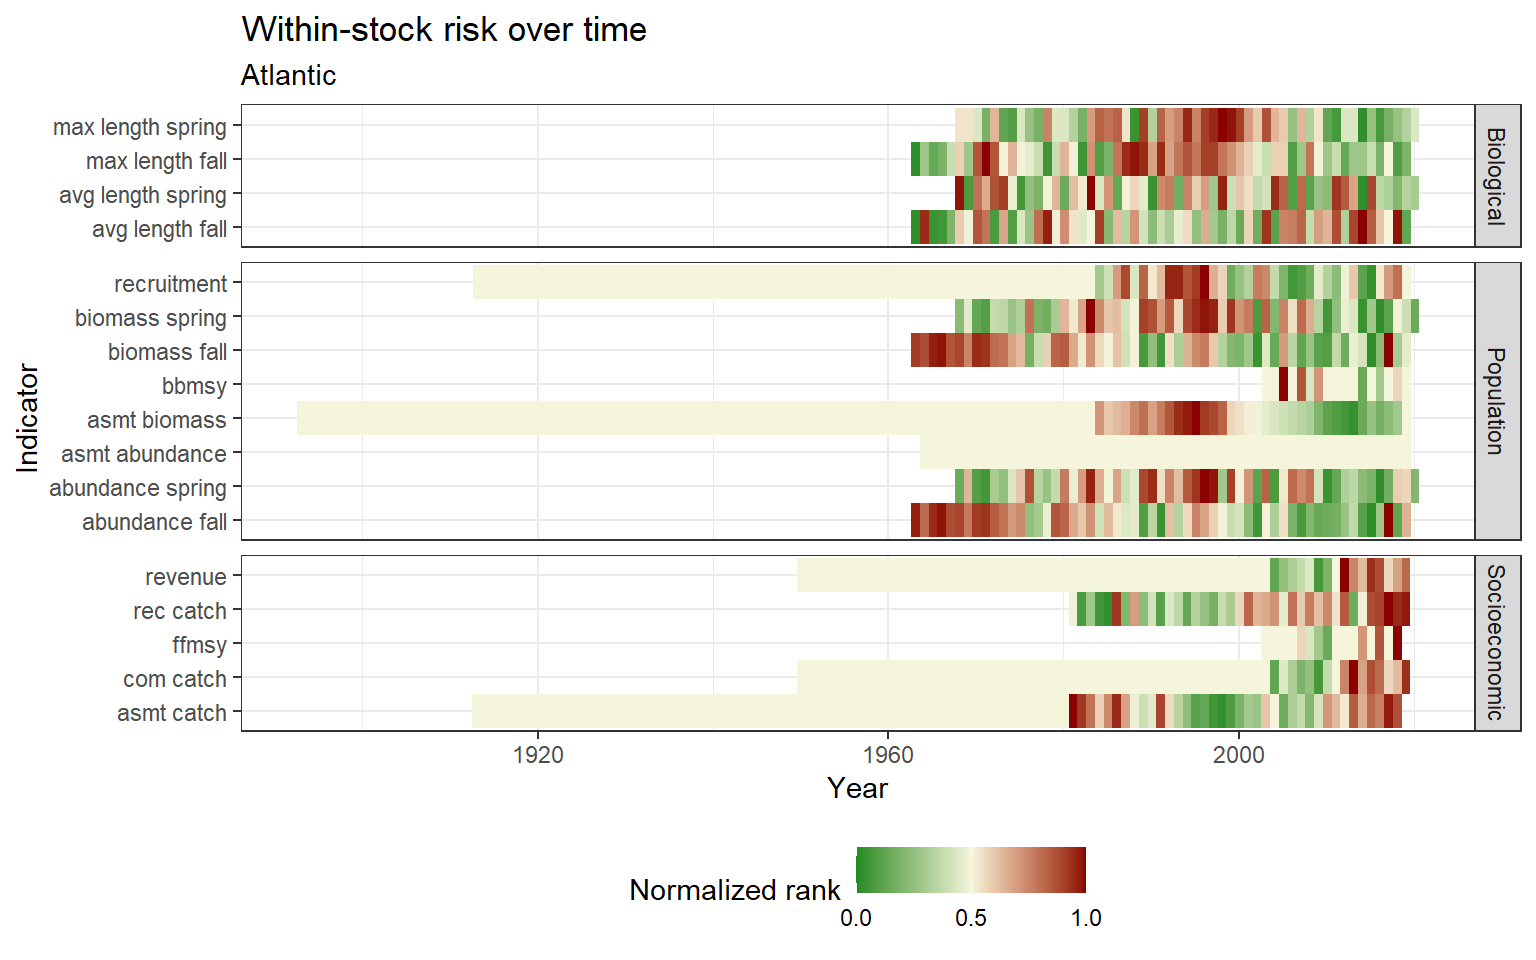 Within-stock risk over time
Atlantic
max length spring
max length fall
avg length spring
avg length fall
Biological
recruitment
biomass spring
biomass fall
bbmsy
asmt biomass
asmt abundance
abundance spring
abundance fall
Population
revenue
rec catch
ffmsy
com catch
asmt catch
Socioeconomic
Indicator
1920 1960 2000
Year
Normalized rank
0.0 0.5 1.0